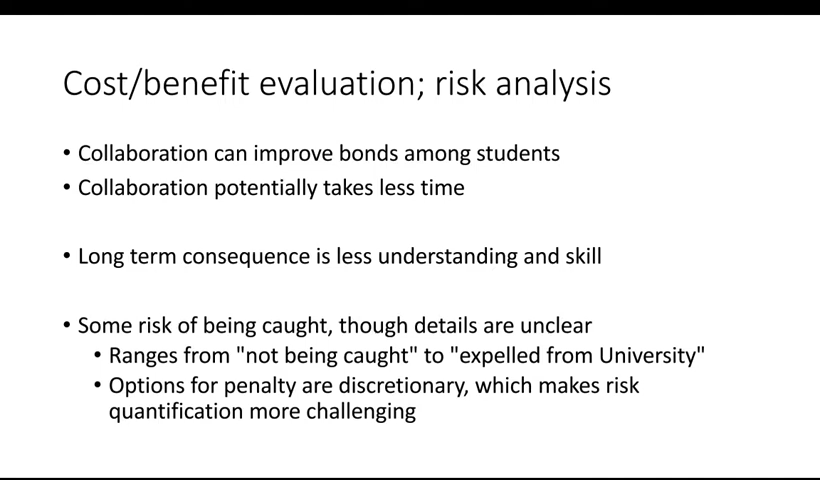 Cost/benefit evaluation; risk analysis
• Collaboration can improve bonds among students
• Collaboration potentially takes less time
• Long term consequence is less understanding and skill
• Some risk of being caught, though details are unclear
• Ranges from "not being caught" to "expelled from University"
• Options for penalty are discretionary, which makes risk
quantification more challenging